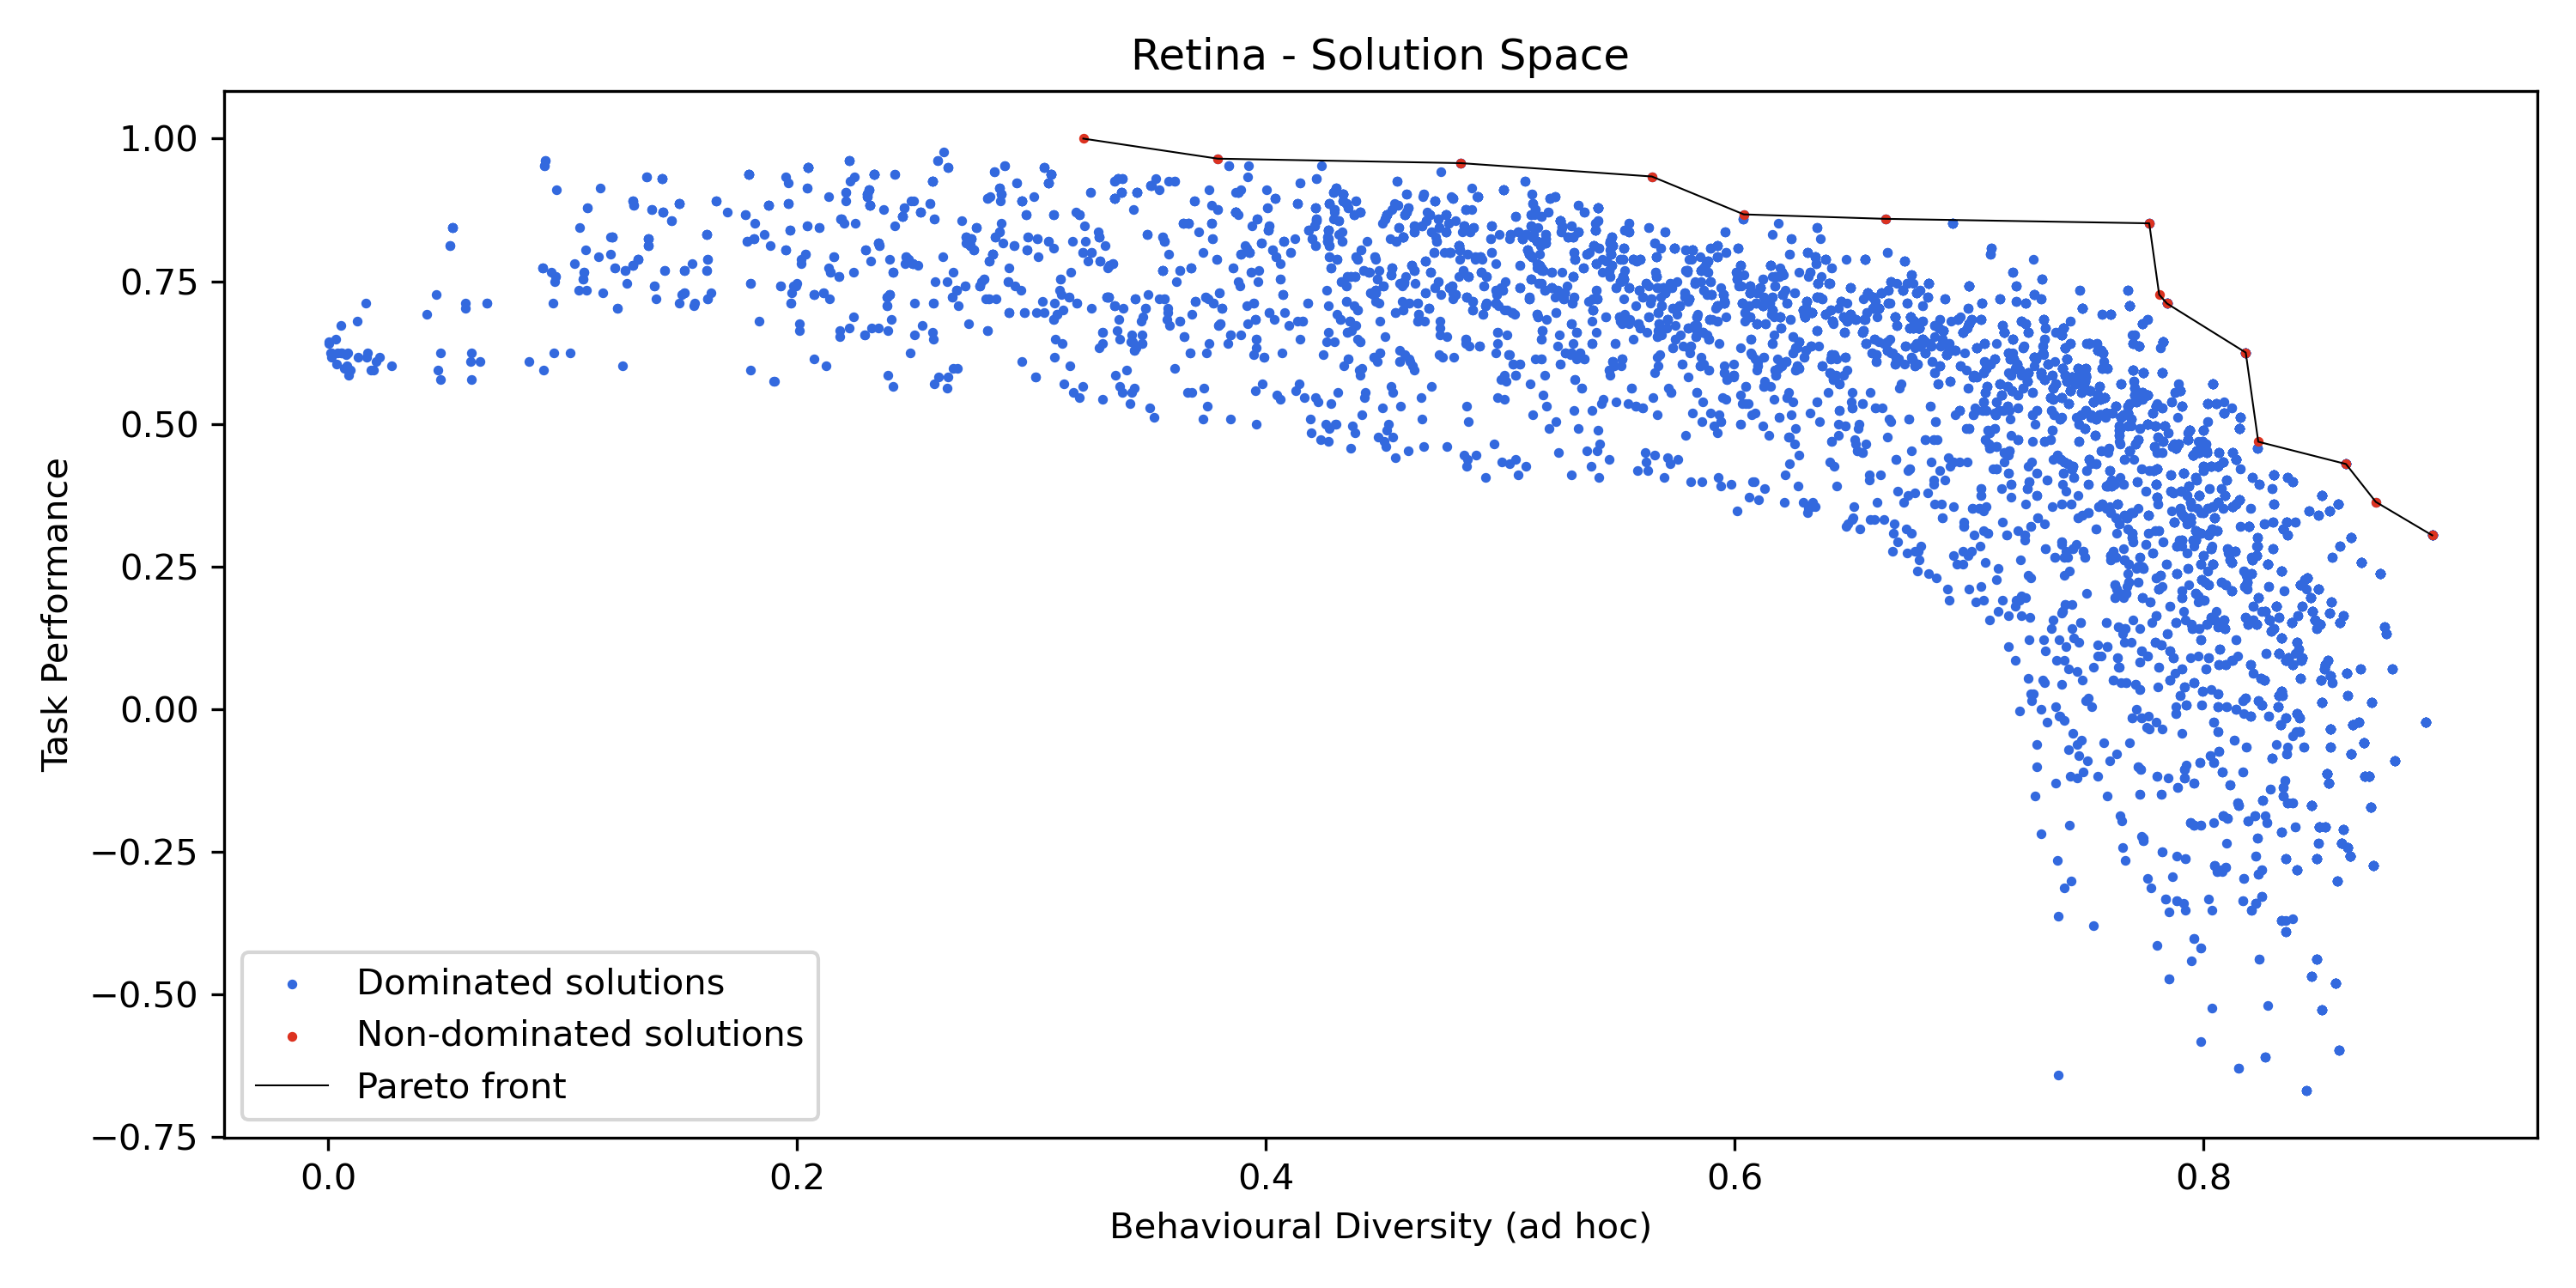 Retina - Solution Space
1.00
0.75
0.50
0.25
0.00
−0.25
−0.50
−0.75
Task Performance
Dominated solutions
Non-dominated solutions
Pareto front
0.0 0.2 0.4 0.6 0.8
Behavioural Diversity (ad hoc)